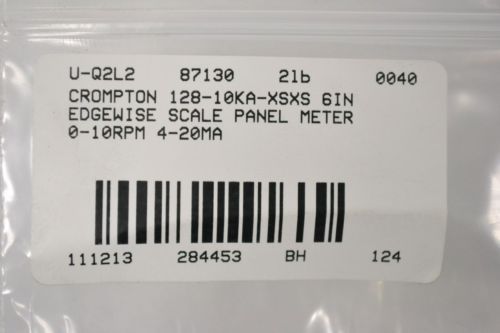 U-Q2L2 87130 2lb 0040
CROMPTON 128-10KA-XSXS 6IN
EDGEWISE SCALE PANEL METER
0-10RPM 4-20MA
111213 284453 BH 124